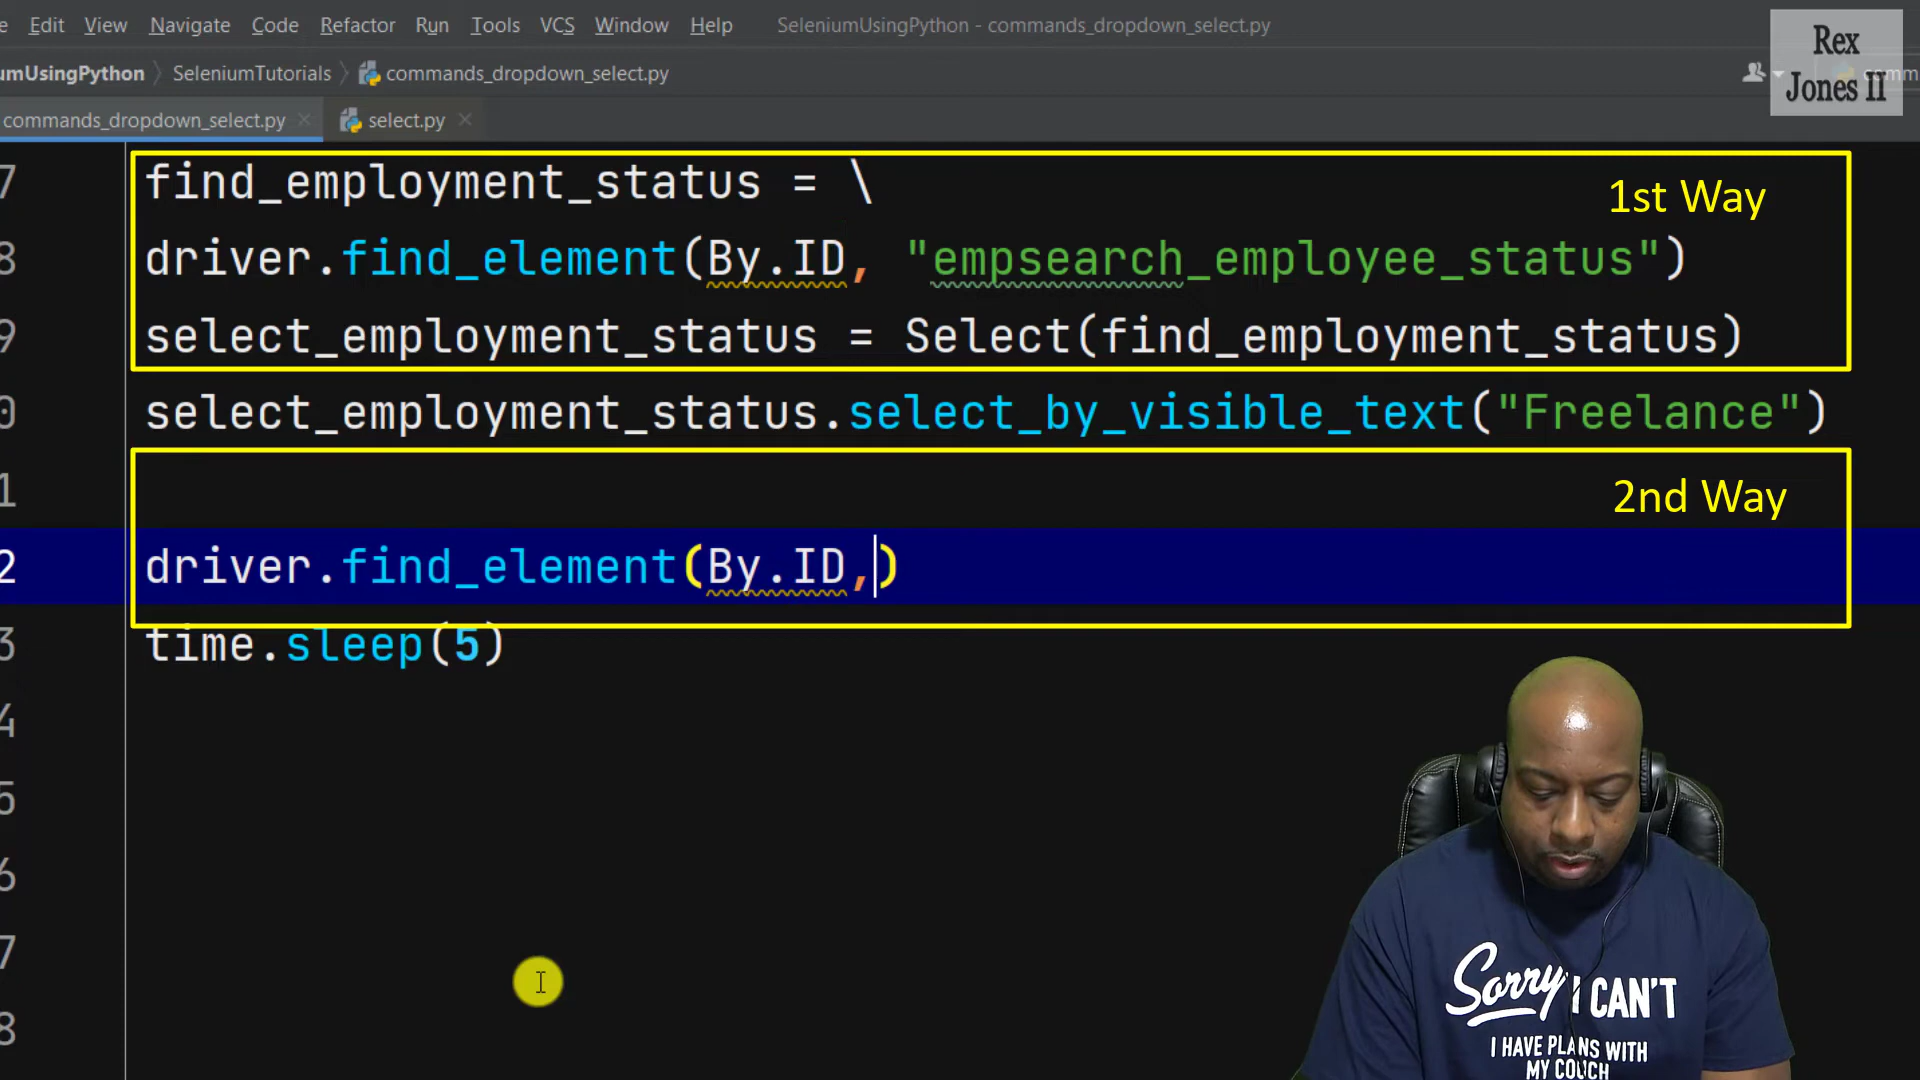 Edit View Navigate Code Refactor Run Tools VCS Window Help SeleniumUsingPython - commands_dropdown_select.py
Rex
Jones II
umUsingPython SeleniumTutorials commands_dropdown_select.py
commands_dropdown_select.py select.py
7 find_employment_status = \
1st Way
8 driver.find_element(By.ID, "empsearch_employee_status")
9 select_employment_status = Select(find_employment_status)
0 select_employment_status.select_by_visible_text("Freelance")
1
2nd Way
2 driver.find_element(By.ID,)
3 time.sleep(5)
4
5
6
7
8
Sorry I CAN'T
I HAVE PLANS WITH
MY COUCH